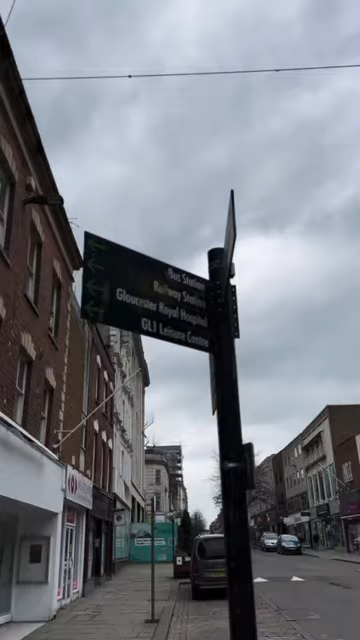 Bus Station
Railway Station
Gloucester Royal Hospital
GL1 Leisure Centre